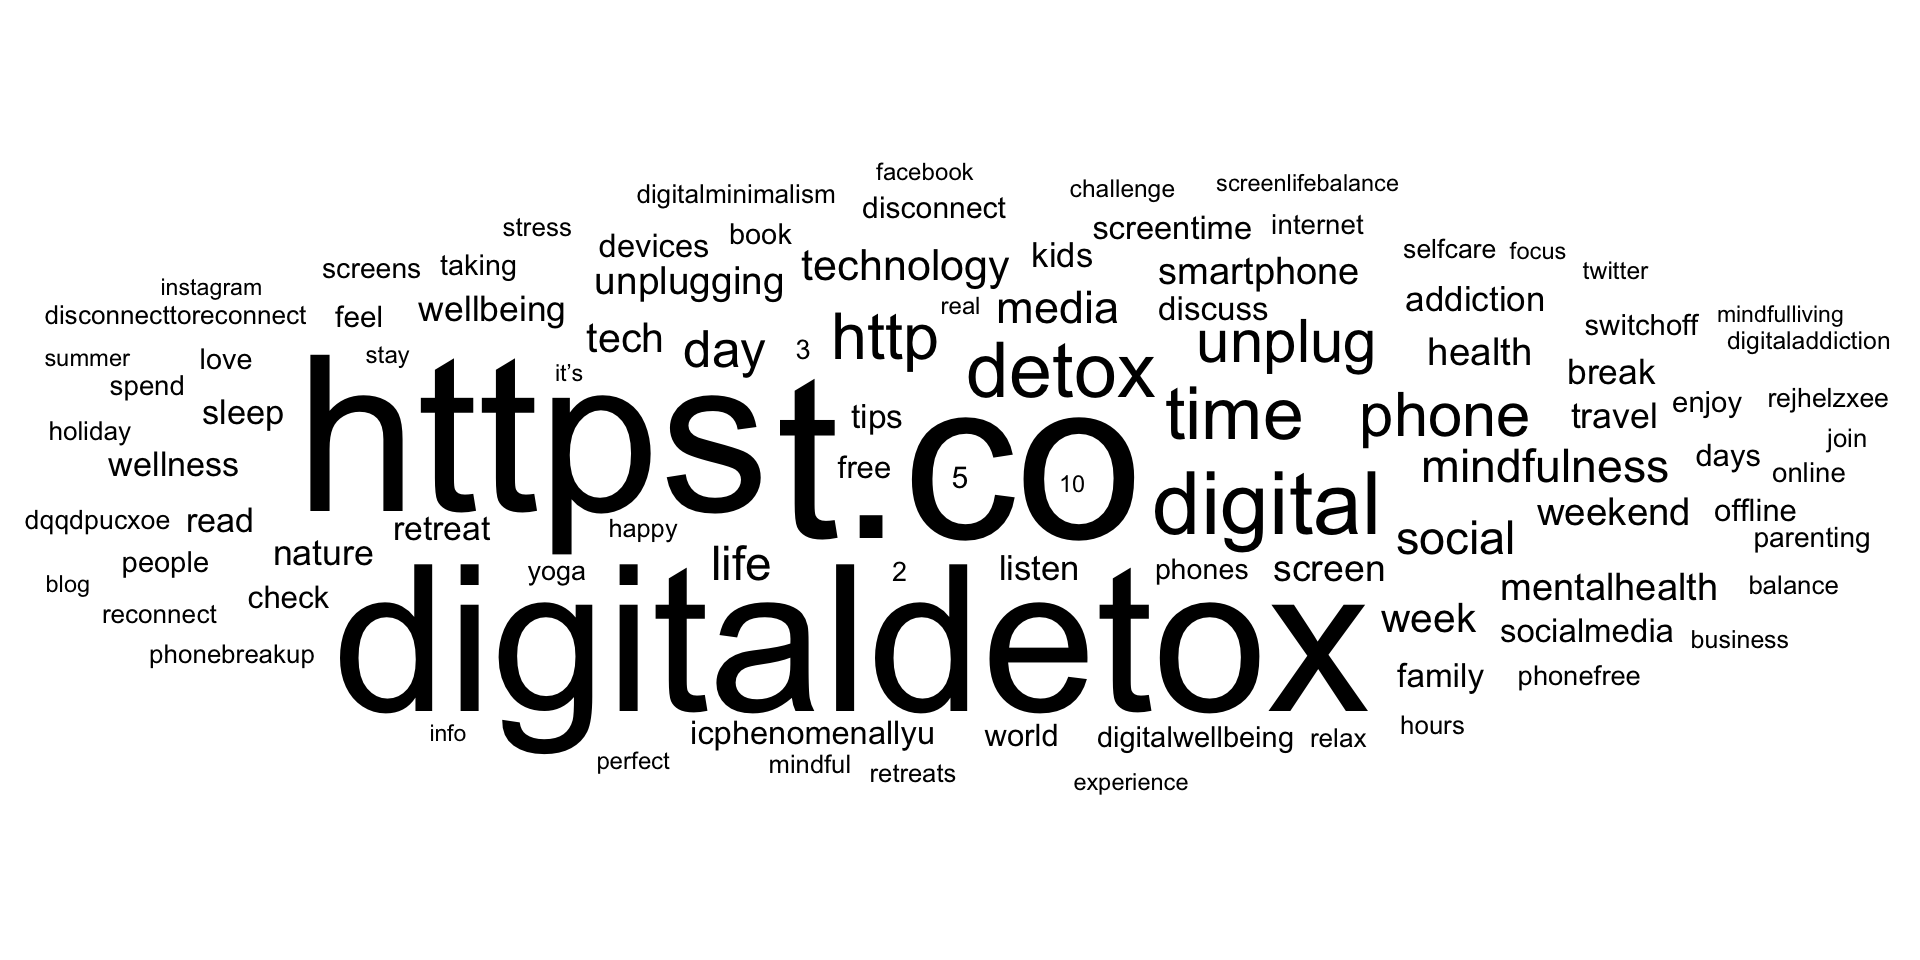 facebook
digitalminimalism
challenge
screenlifebalance
disconnect
stress
book
screentime
internet
devices
kids
selfcare
focus
screens
taking
unplugging
technology
smartphone
twitter
instagram
addiction
disconnecttoreconnect
feel
wellbeing
real
media
discuss
switchoff
mindfulliving
tech
day
3
http
unplug
health
digitaladdiction
summer
love
stay
it’s
detox
break
spend
sleep
httpst.co
tips
time
phone
travel
enjoy
rejhelzxee
holiday
wellness
free
5
10
mindfulness
days
join
online
dqqdpucxoe
read
retreat
happy
digital
social
weekend
offline
parenting
people
nature
yoga
life
2
listen
phones
screen
mentalhealth
balance
blog
check
reconnect
digitaldetox
week
socialmedia
business
phonebreakup
family
phonefree
info
icphenomenallyu
world
digitalwellbeing
relax
hours
perfect
mindful
retreats
experience